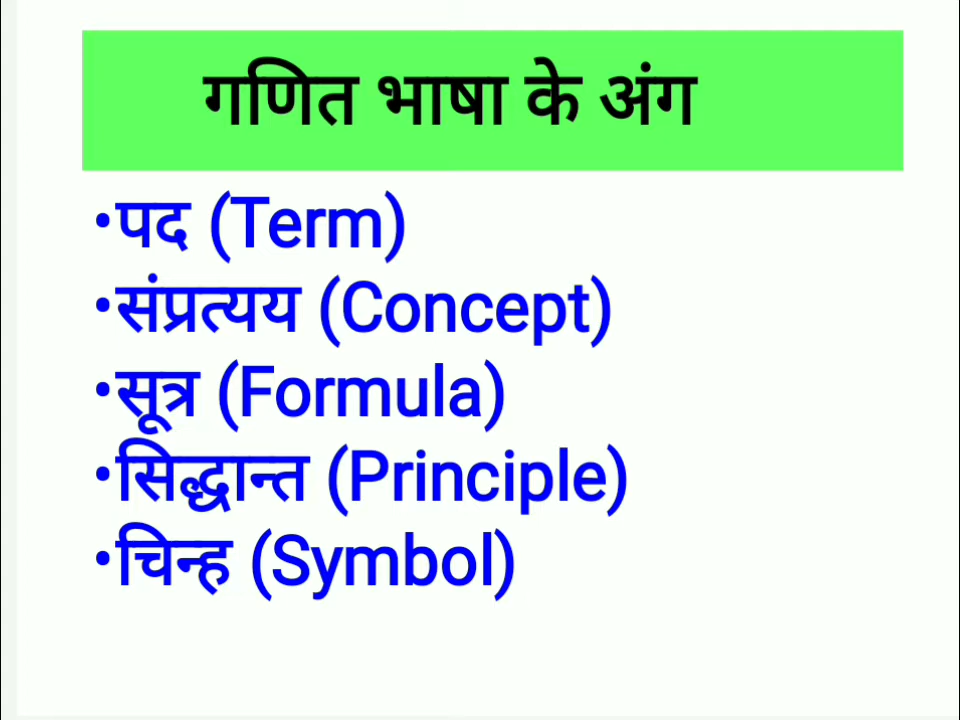 गणित भाषा के अंग
•पद (Term)
•संप्रत्यय (Concept)
•सूत्र (Formula)
•सिद्धान्त (Principle)
•चिन्ह (Symbol)